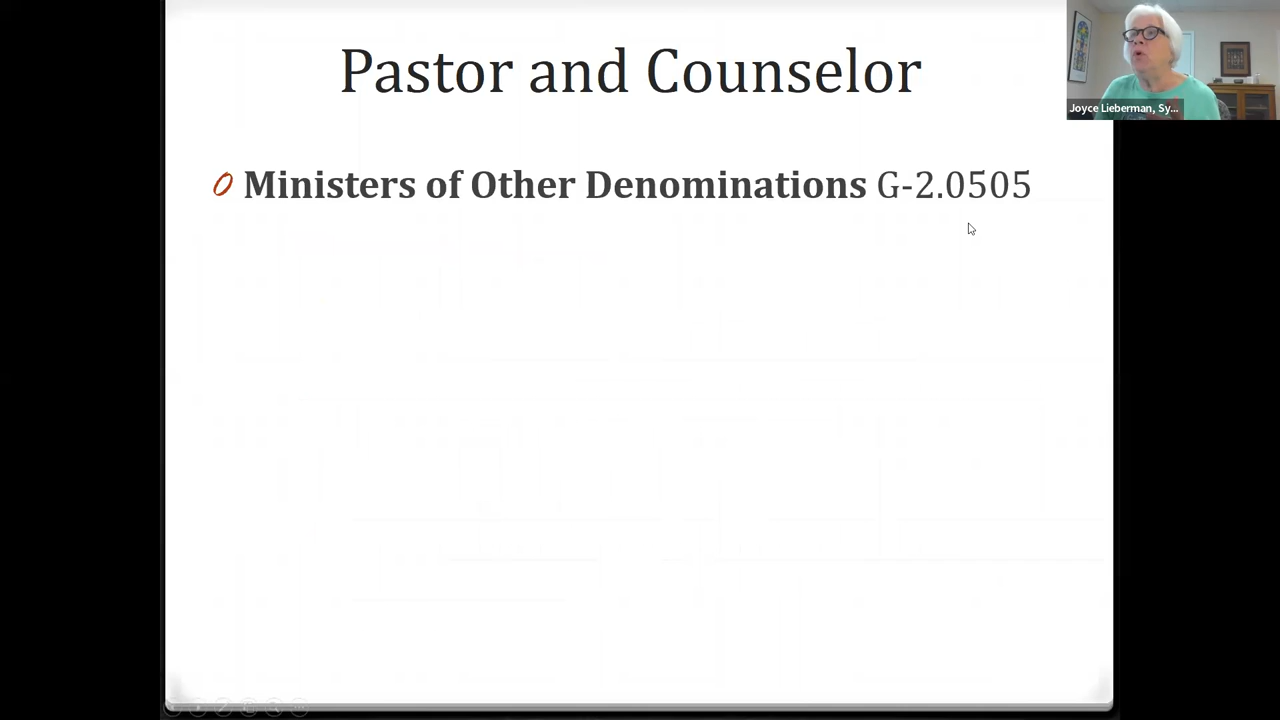 Pastor and Counselor
Joyce Lieberman, Sy...
Ministers of Other Denominations G-2.0505